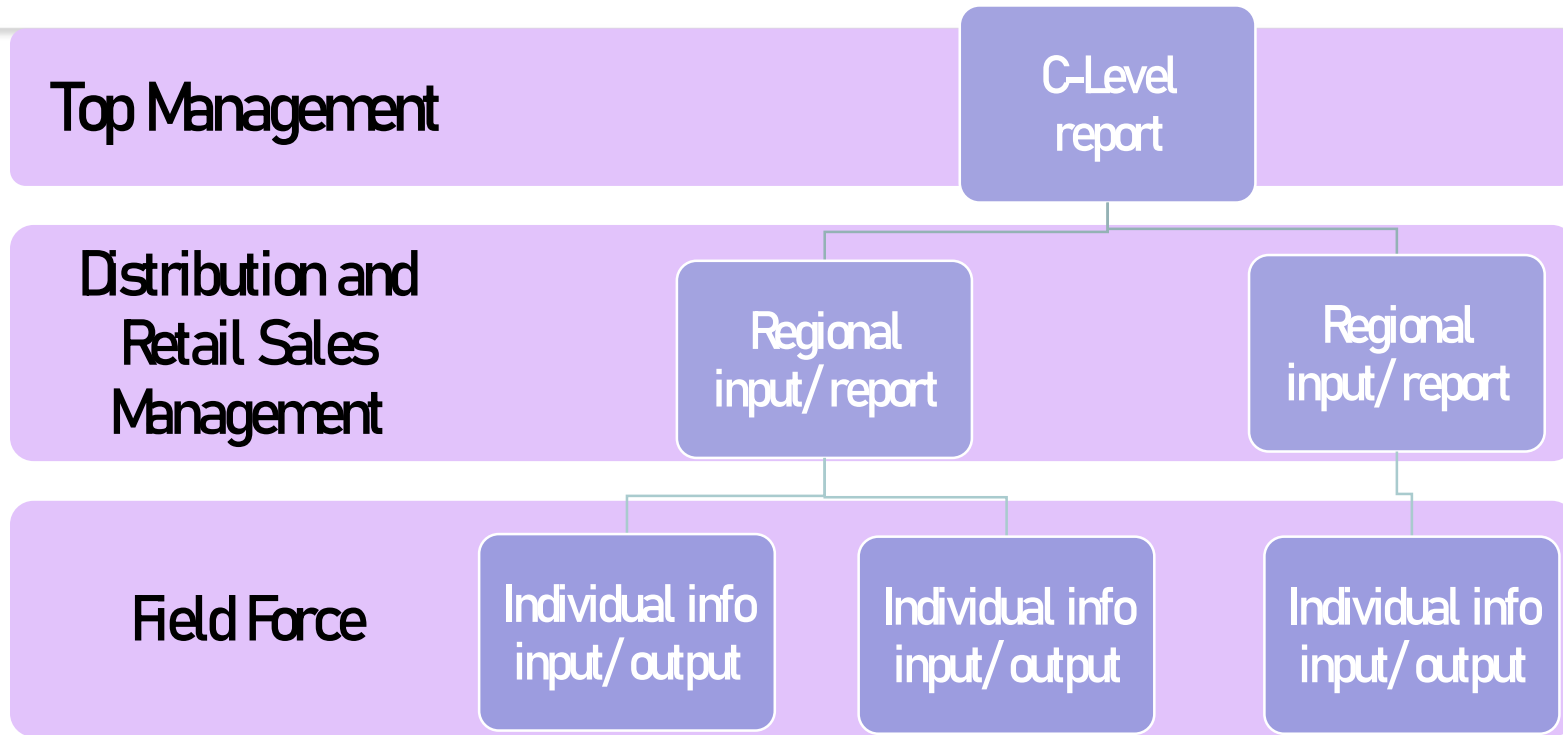 Top Management
C-Level
report
Distribution and
Retail Sales
Management
Regional
input/ report
Regional
input/ report
Field Force
Individual info
input/ output
Individual info
input/ output
Individual info
input/ output